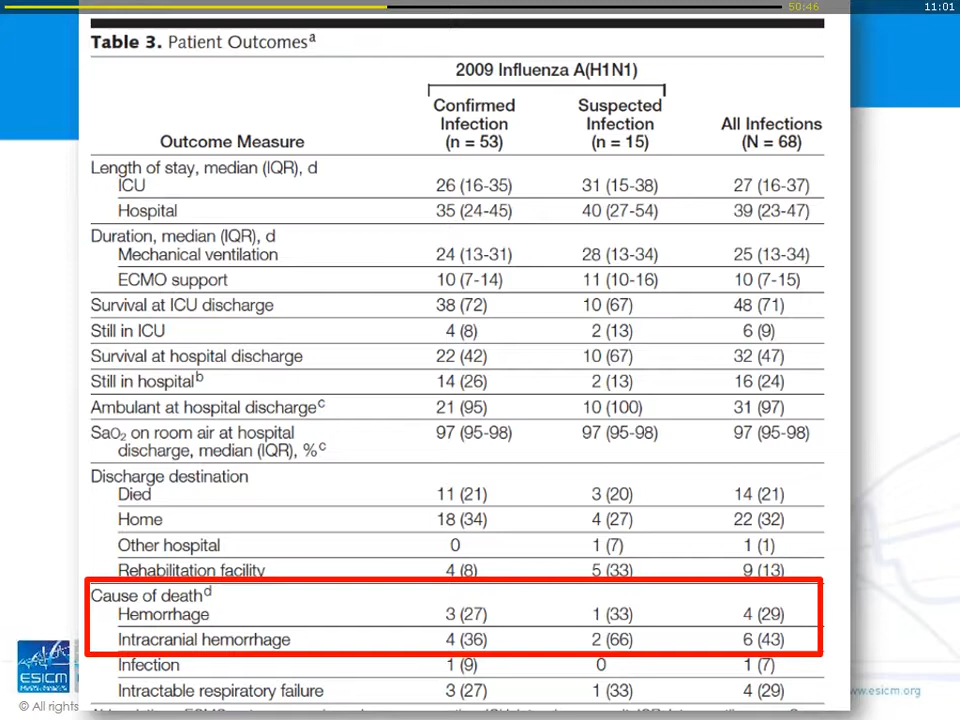 50:46 11:01
Table 3. Patient Outcomesa
2009 Influenza A(H1N1)
Confirmed Infection (n = 53) Suspected Infection (n = 15) All Infections (N = 68)
Outcome Measure
Length of stay, median (IQR), d
ICU 26 (16-35) 31 (15-38) 27 (16-37)
Hospital 35 (24-45) 40 (27-54) 39 (23-47)
Duration, median (IQR), d
Mechanical ventilation 24 (13-31) 28 (13-34) 25 (13-34)
ECMO support 10 (7-14) 11 (10-16) 10 (7-15)
Survival at ICU discharge 38 (72) 10 (67) 48 (71)
Still in ICU 4 (8) 2 (13) 6 (9)
Survival at hospital discharge 22 (42) 10 (67) 32 (47)
Still in hospitalb 14 (26) 2 (13) 16 (24)
Ambulant at hospital dischargec 21 (95) 10 (100) 31 (97)
SaO2 on room air at hospital 97 (95-98) 97 (95-98) 97 (95-98)
discharge, median (IQR), %c
Discharge destination
Died 11 (21) 3 (20) 14 (21)
Home 18 (34) 4 (27) 22 (32)
Other hospital 0 1 (7) 1 (1)
Rehabilitation facility 4 (8) 5 (33) 9 (13)
Cause of deathd
Hemorrhage 3 (27) 1 (33) 4 (29)
Intracranial hemorrhage 4 (36) 2 (66) 6 (43)
Infection 1 (9) 0 1 (7)
Intractable respiratory failure 3 (27) 1 (33) 4 (29)
ESICM
www.esicm.org
© All rights